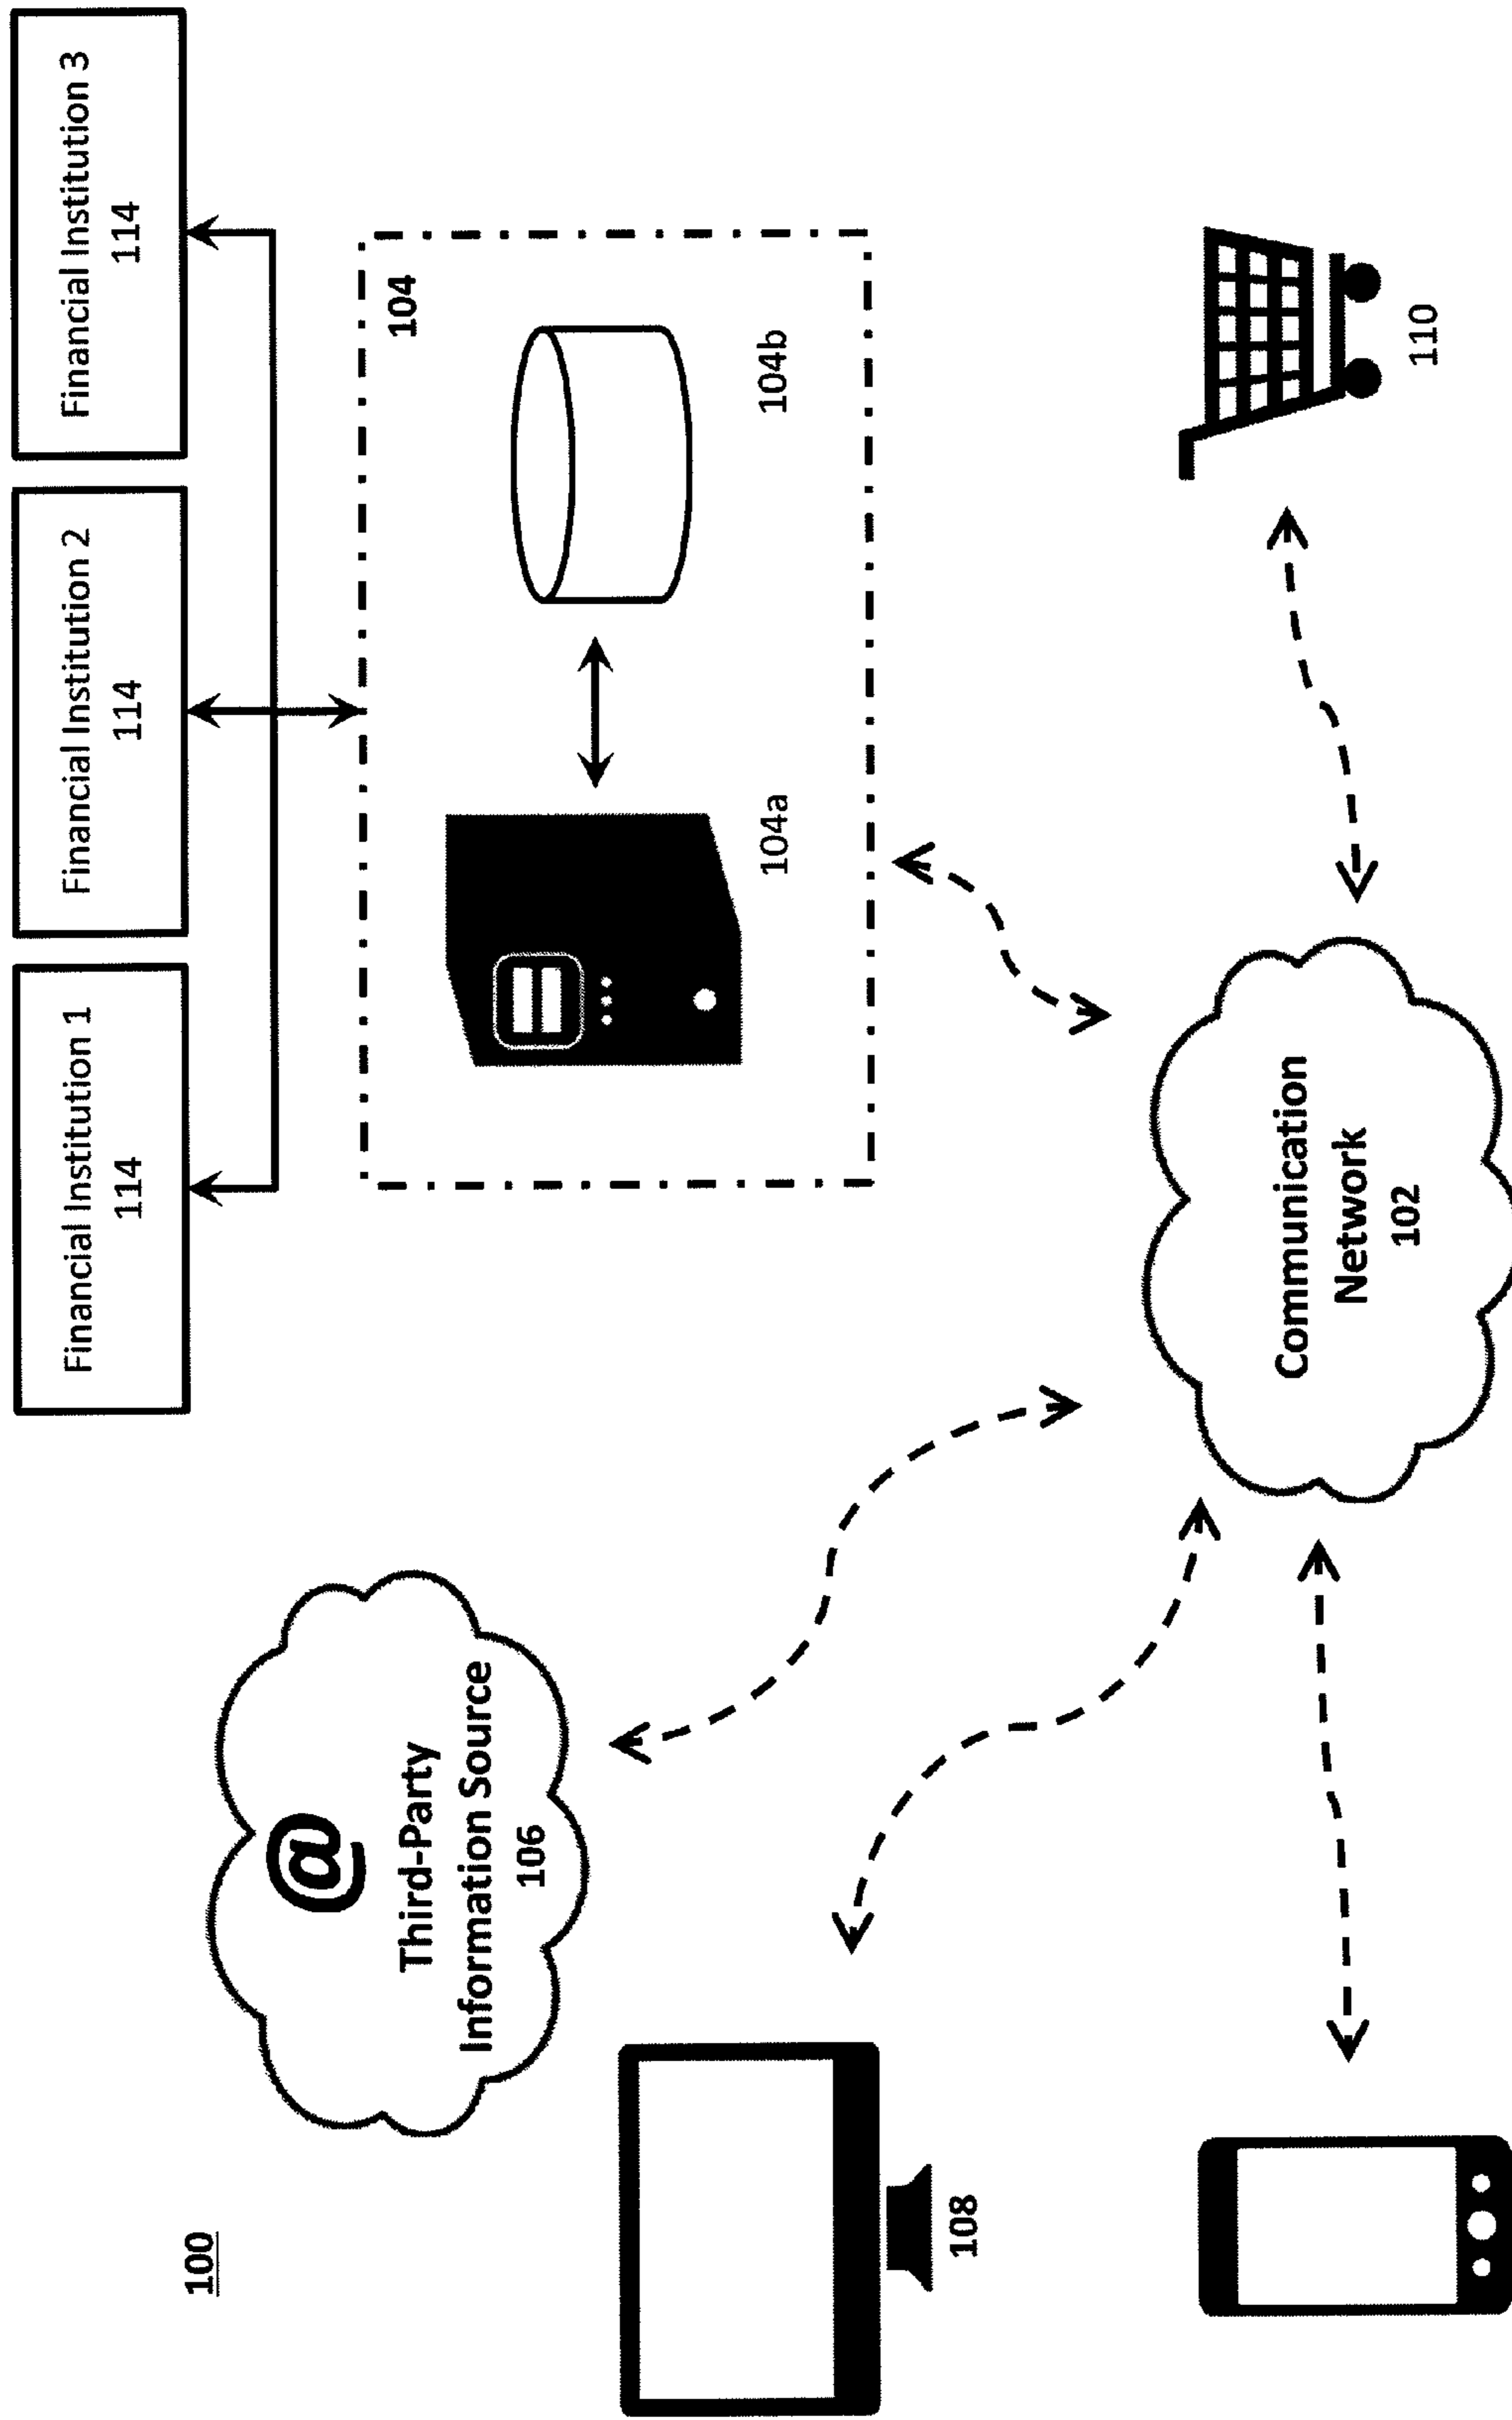 100
Financial Institution 1
114
Financial Institution 2
114
Financial Institution 3
114
@
Third-Party
Information Source
106
104
104a
104b
108
Communication
Network
102
110